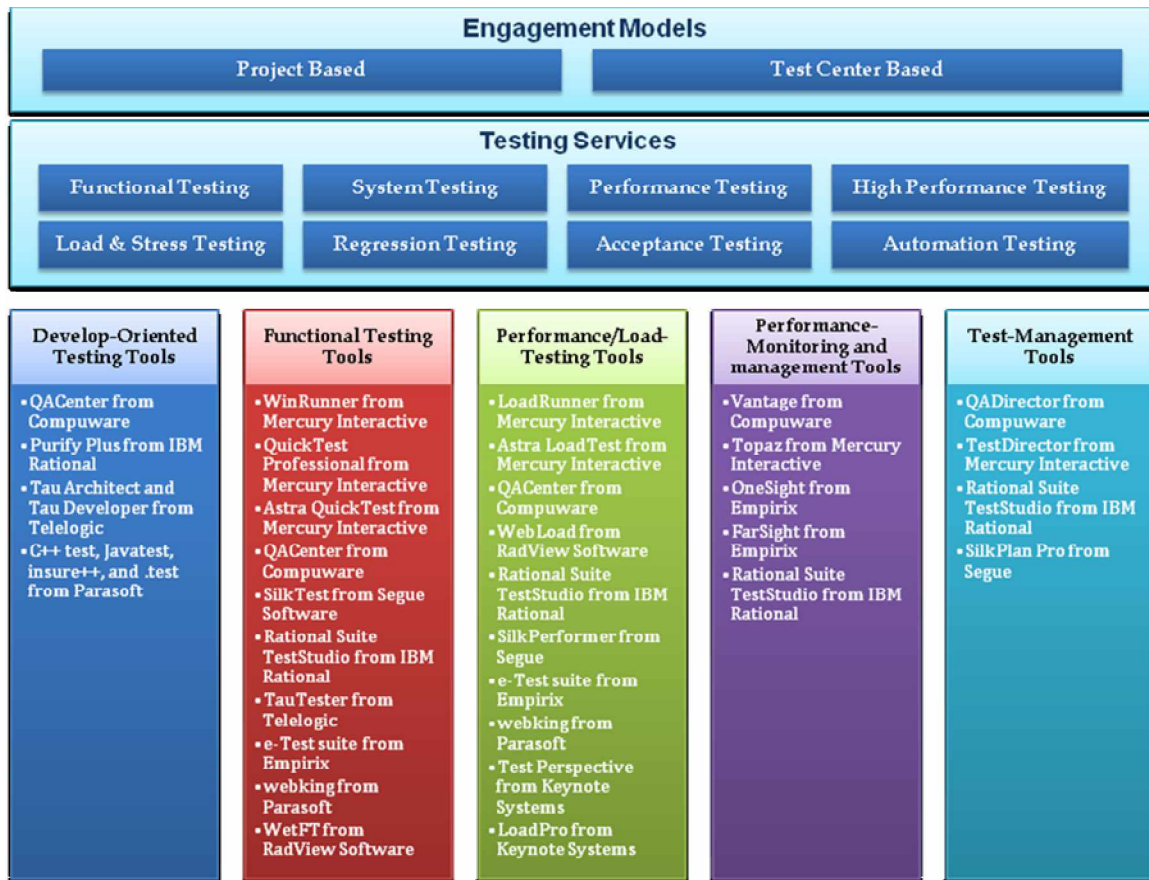 Engagement Models
Project Based
Test Center Based
Testing Services
Functional Testing
System Testing
Performance Testing
High Performance Testing
Load & Stress Testing
Regression Testing
Acceptance Testing
Automation Testing
Develop-Oriented
Testing Tools
▪QACenter from
Compuware
▪Purify Plus from IBM
Rational
▪Tau Architect and
Tau Developer from
Telelogic
▪C++ test, Javatest,
insure++, and .test
from Parasoft
Functional Testing
Tools
▪WinRunner from
Mercury Interactive
▪QuickTest
Professional from
Mercury Interactive
▪Astra QuickTest from
Mercury Interactive
▪QACenter from
Compuware
▪SilkTest from Segue
Software
▪Rational Suite
TestStudio from IBM
Rational
▪TauTester from
Telelogic
▪e-Test suite from
Empirix
▪webking from
Parasoft
▪WetFT from
RadView Software
Performance/Load-
Testing Tools
▪LoadRunner from
Mercury Interactive
▪Astra LoadTest from
Mercury Interactive
▪QACenter from
Compuware
▪WebLoad from
RadView Software
▪Rational Suite
TestStudio from IBM
Rational
▪SilkPerformer from
Segue
▪e-Test suite from
Empirix
▪webking from
Parasoft
▪Test Perspective
from Keynote
Systems
▪LoadPro from
Keynote Systems
Performance-
Monitoring and
management Tools
▪Vantage from
Compuware
▪Topaz from Mercury
Interactive
▪OneSight from
Empirix
▪FarSight from
Empirix
▪Rational Suite
TestStudio from IBM
Rational
Test-Management
Tools
▪QADirector from
Compuware
▪TestDirector from
Mercury Interactive
▪Rational Suite
TestStudio from IBM
Rational
▪SilkPlan Pro from
Segue